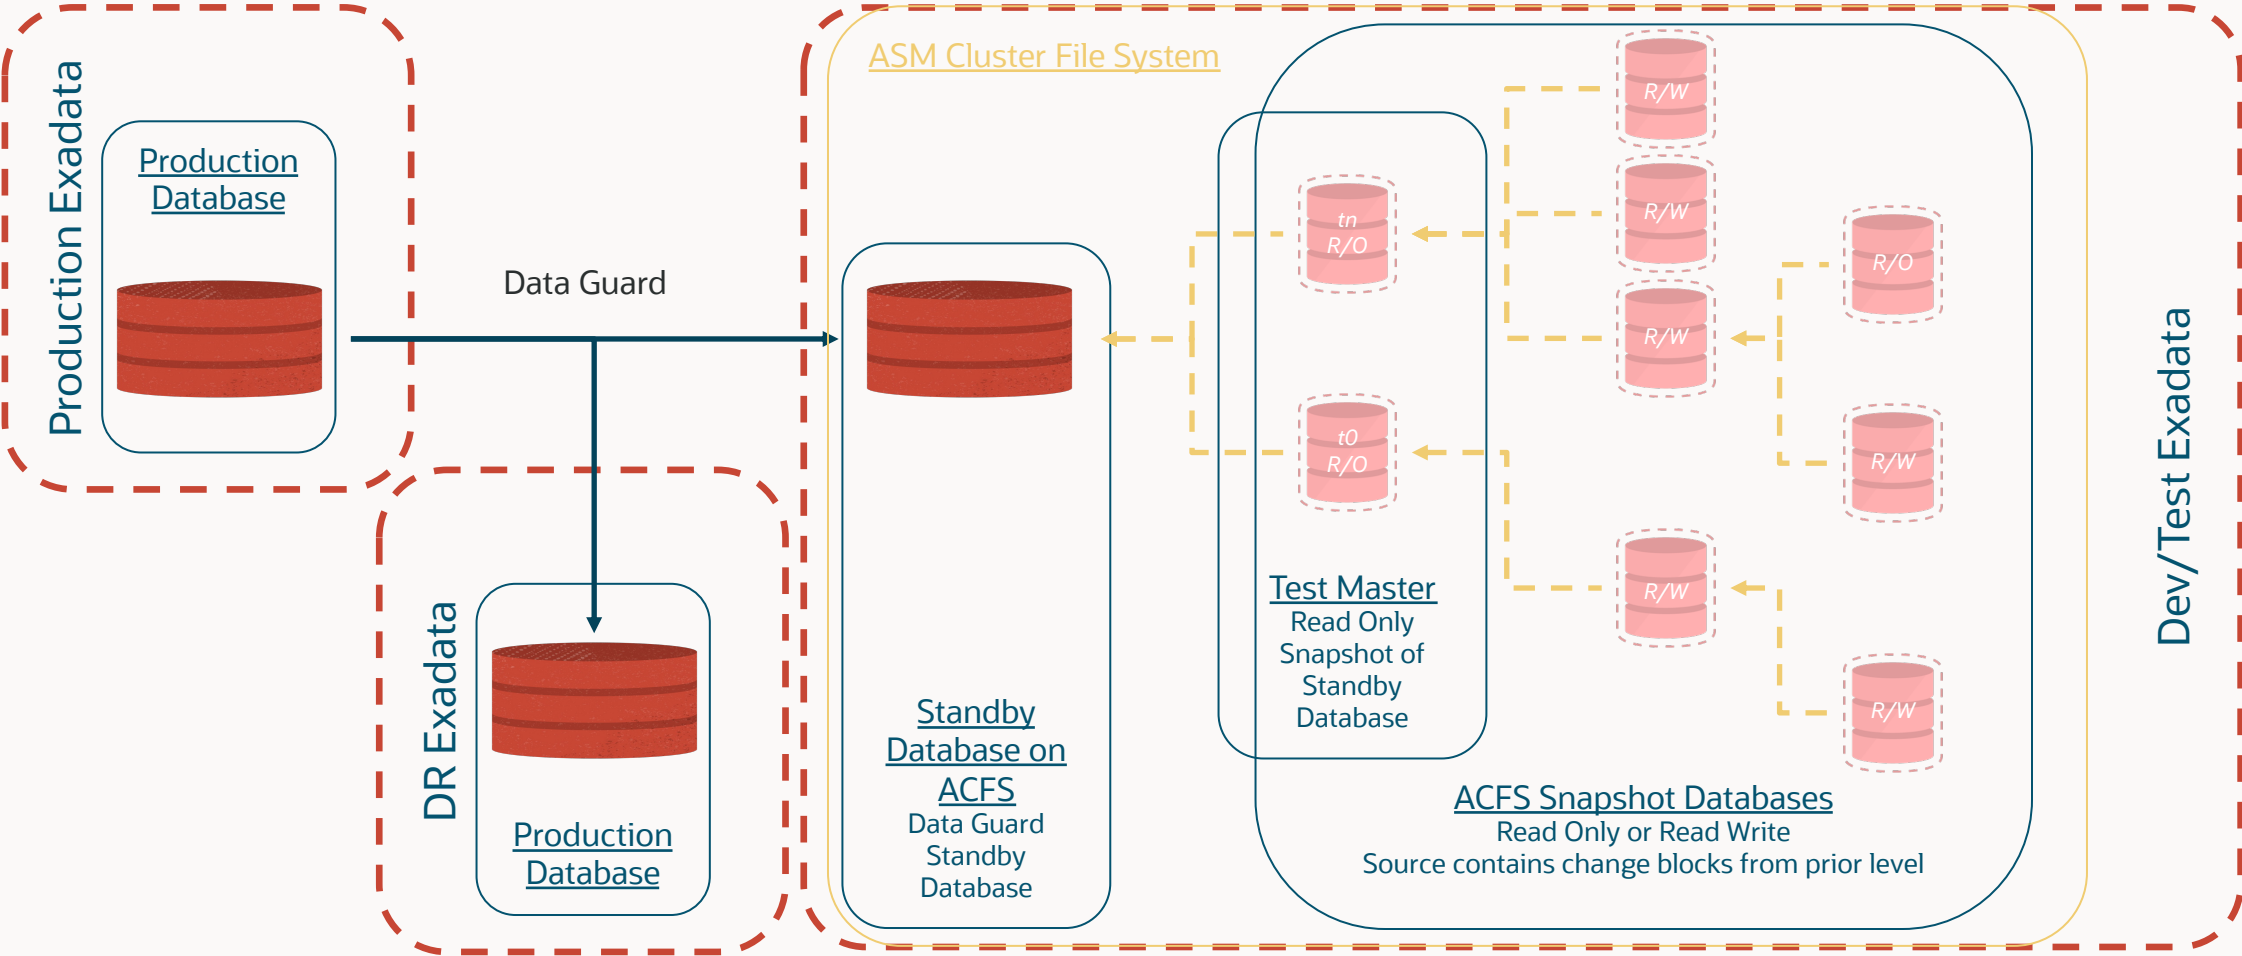 Production Exadata
Production
Database
Data Guard
DR Exadata
Production
Database
ASM Cluster File System
Standby
Database on
ACFS
Data Guard
Standby
Database
tn
R/O
t0
R/O
Test Master
Read Only
Snapshot of
Standby
Database
R/W
R/W
R/W
R/W
R/O
R/W
R/W
ACFS Snapshot Databases
Read Only or Read Write
Source contains change blocks from prior level
Dev/Test Exadata